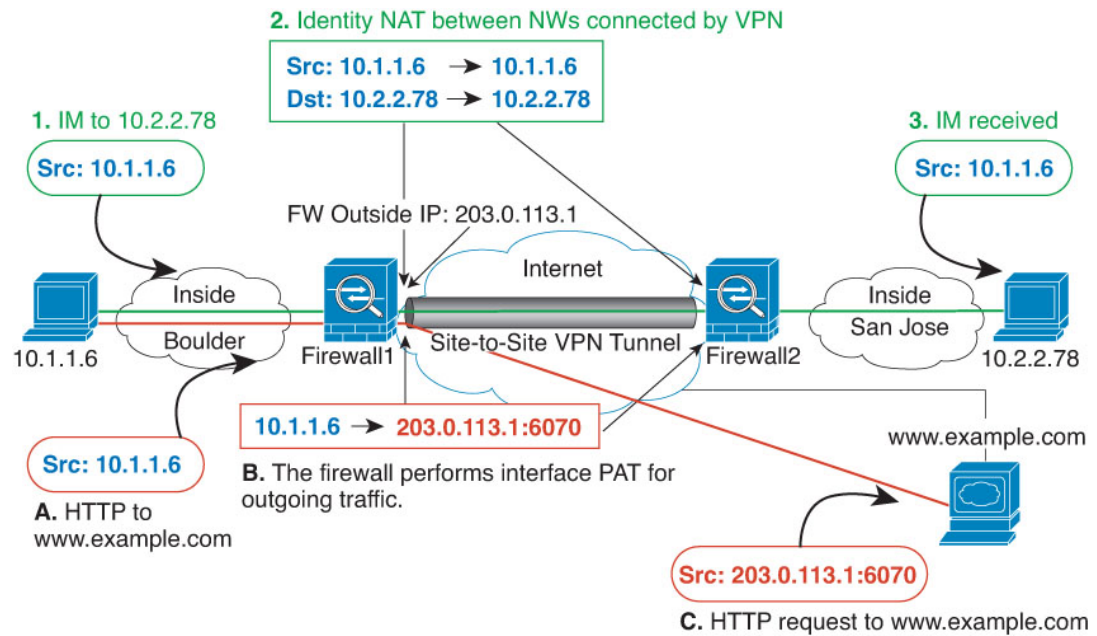 2. Identity NAT between NWs connected by VPN
Src: 10.1.1.6 → 10.1.1.6
Dst: 10.2.2.78 → 10.2.2.78
1. IM to 10.2.2.78
Src: 10.1.1.6
3. IM received
Src: 10.1.1.6
FW Outside IP: 203.0.113.1
Internet
Inside
Boulder
Inside
San Jose
10.1.1.6
Firewall1
Site-to-Site VPN Tunnel
Firewall2
10.2.2.78
10.1.1.6 → 203.0.113.1:6070
www.example.com
Src: 10.1.1.6
B. The firewall performs interface PAT for
outgoing traffic.
A. HTTP to
www.example.com
Src: 203.0.113.1:6070
C. HTTP request to www.example.com